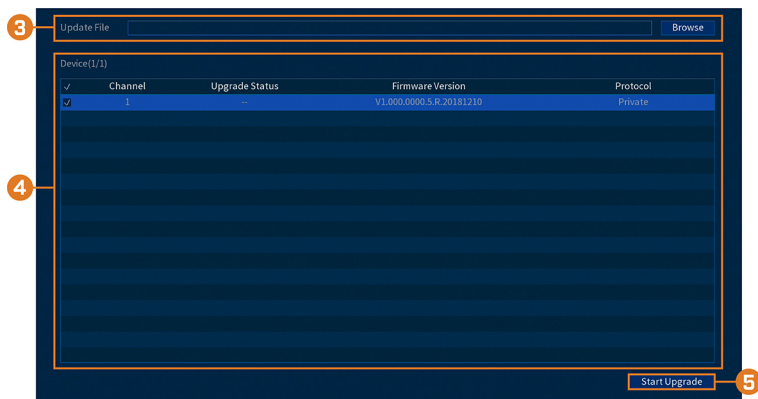 3 Update File Browse
Device(1/1)
✓ Channel Upgrade Status Firmware Version Protocol
✓ 1 -- V1.000.0000.5.R.20181210 Private
4
Start Upgrade 5